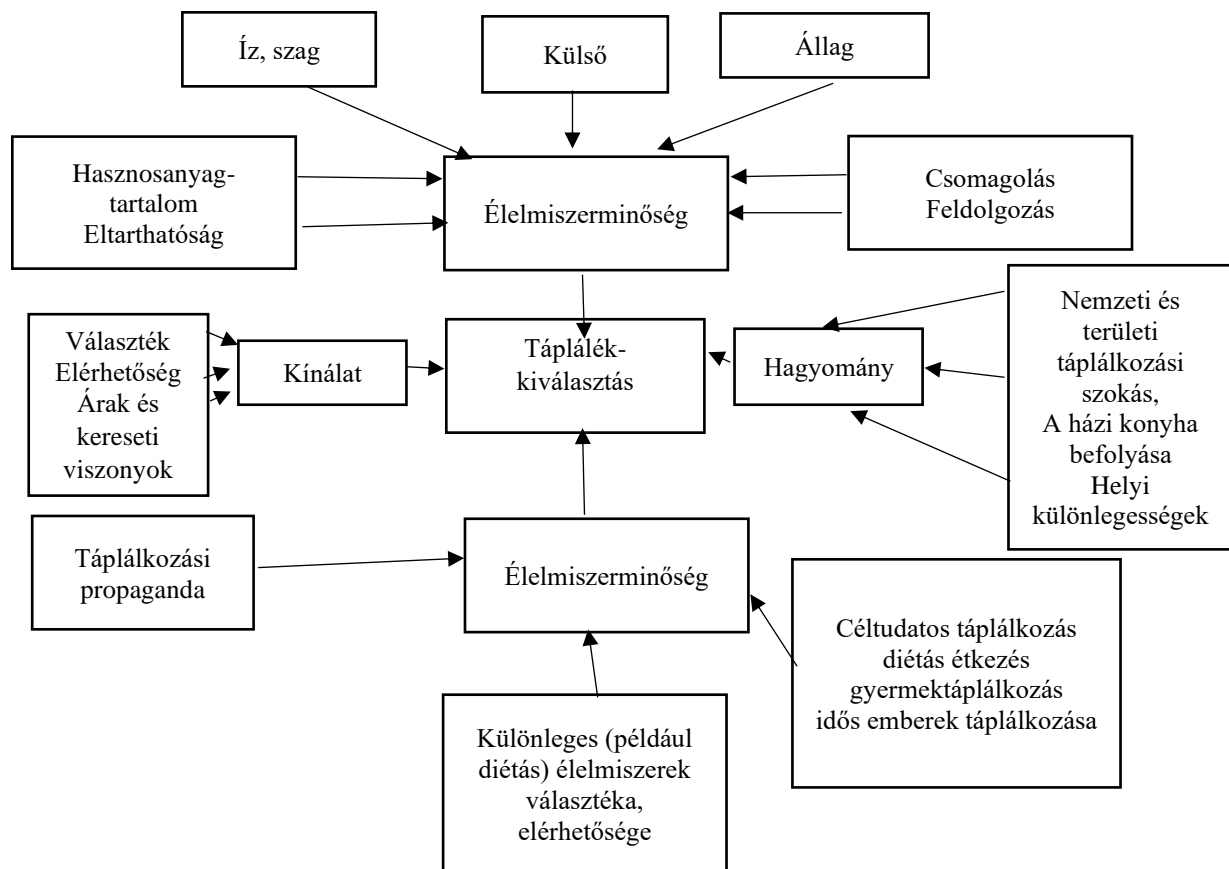 Íz, szag
Külső
Állag
Hasznosanyag-
tartalom
Eltarthatóság
Élelmiszerminőség
Csomagolás
Feldolgozás
Választék
Elérhetőség
Árak és
kereseti
viszonyok
Kínálat
Táplálék-
kiválasztás
Hagyomány
Nemzeti és
területi
táplálkozási
szokás,
A házi konyha
befolyása
Helyi
különlegességek
Táplálkozási
propaganda
Élelmiszerminőség
Céltudatos táplálkozás
diétás étkezés
gyermektáplálkozás
idős emberek táplálkozása
Különleges (például
diétás) élelmiszerek
választéka,
elérhetősége